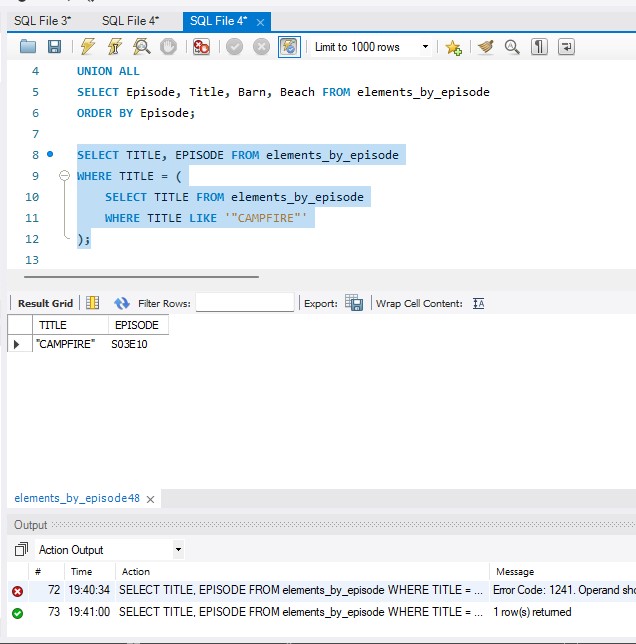 SQL File 3* SQL File 4* SQL File 4* ×
Limit to 1000 rows
4 UNION ALL
5 SELECT Episode, Title, Barn, Beach FROM elements_by_episode
6 ORDER BY Episode;
7
8 SELECT TITLE, EPISODE FROM elements_by_episode
9 WHERE TITLE = (
10 SELECT TITLE FROM elements_by_episode
11 WHERE TITLE LIKE '"CAMPFIRE"'
12 );
13
Result Grid Filter Rows: Export: Wrap Cell Content: IA
TITLE EPISODE
"CAMPFIRE" S03E10
elements_by_episode48 ×
Output
Action Output
# Time Action Message
72 19:40:34 SELECT TITLE, EPISODE FROM elements_by_episode WHERE TITLE = ... Error Code: 1241. Operand sho
73 19:41:00 SELECT TITLE, EPISODE FROM elements_by_episode WHERE TITLE = ... 1 row(s) returned